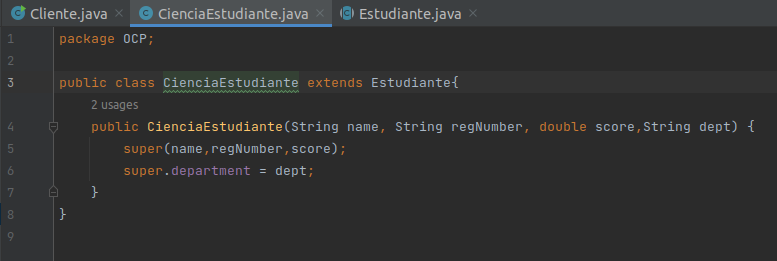 Cliente.java CienciaEstudiante.java Estudiante.java
1 package OCP;
2
3 public class CienciaEstudiante extends Estudiante{
2 usages
4 public CienciaEstudiante(String name, String regNumber, double score,String dept) {
5 super(name,regNumber,score);
6 super.department = dept;
7 }
8 }
9